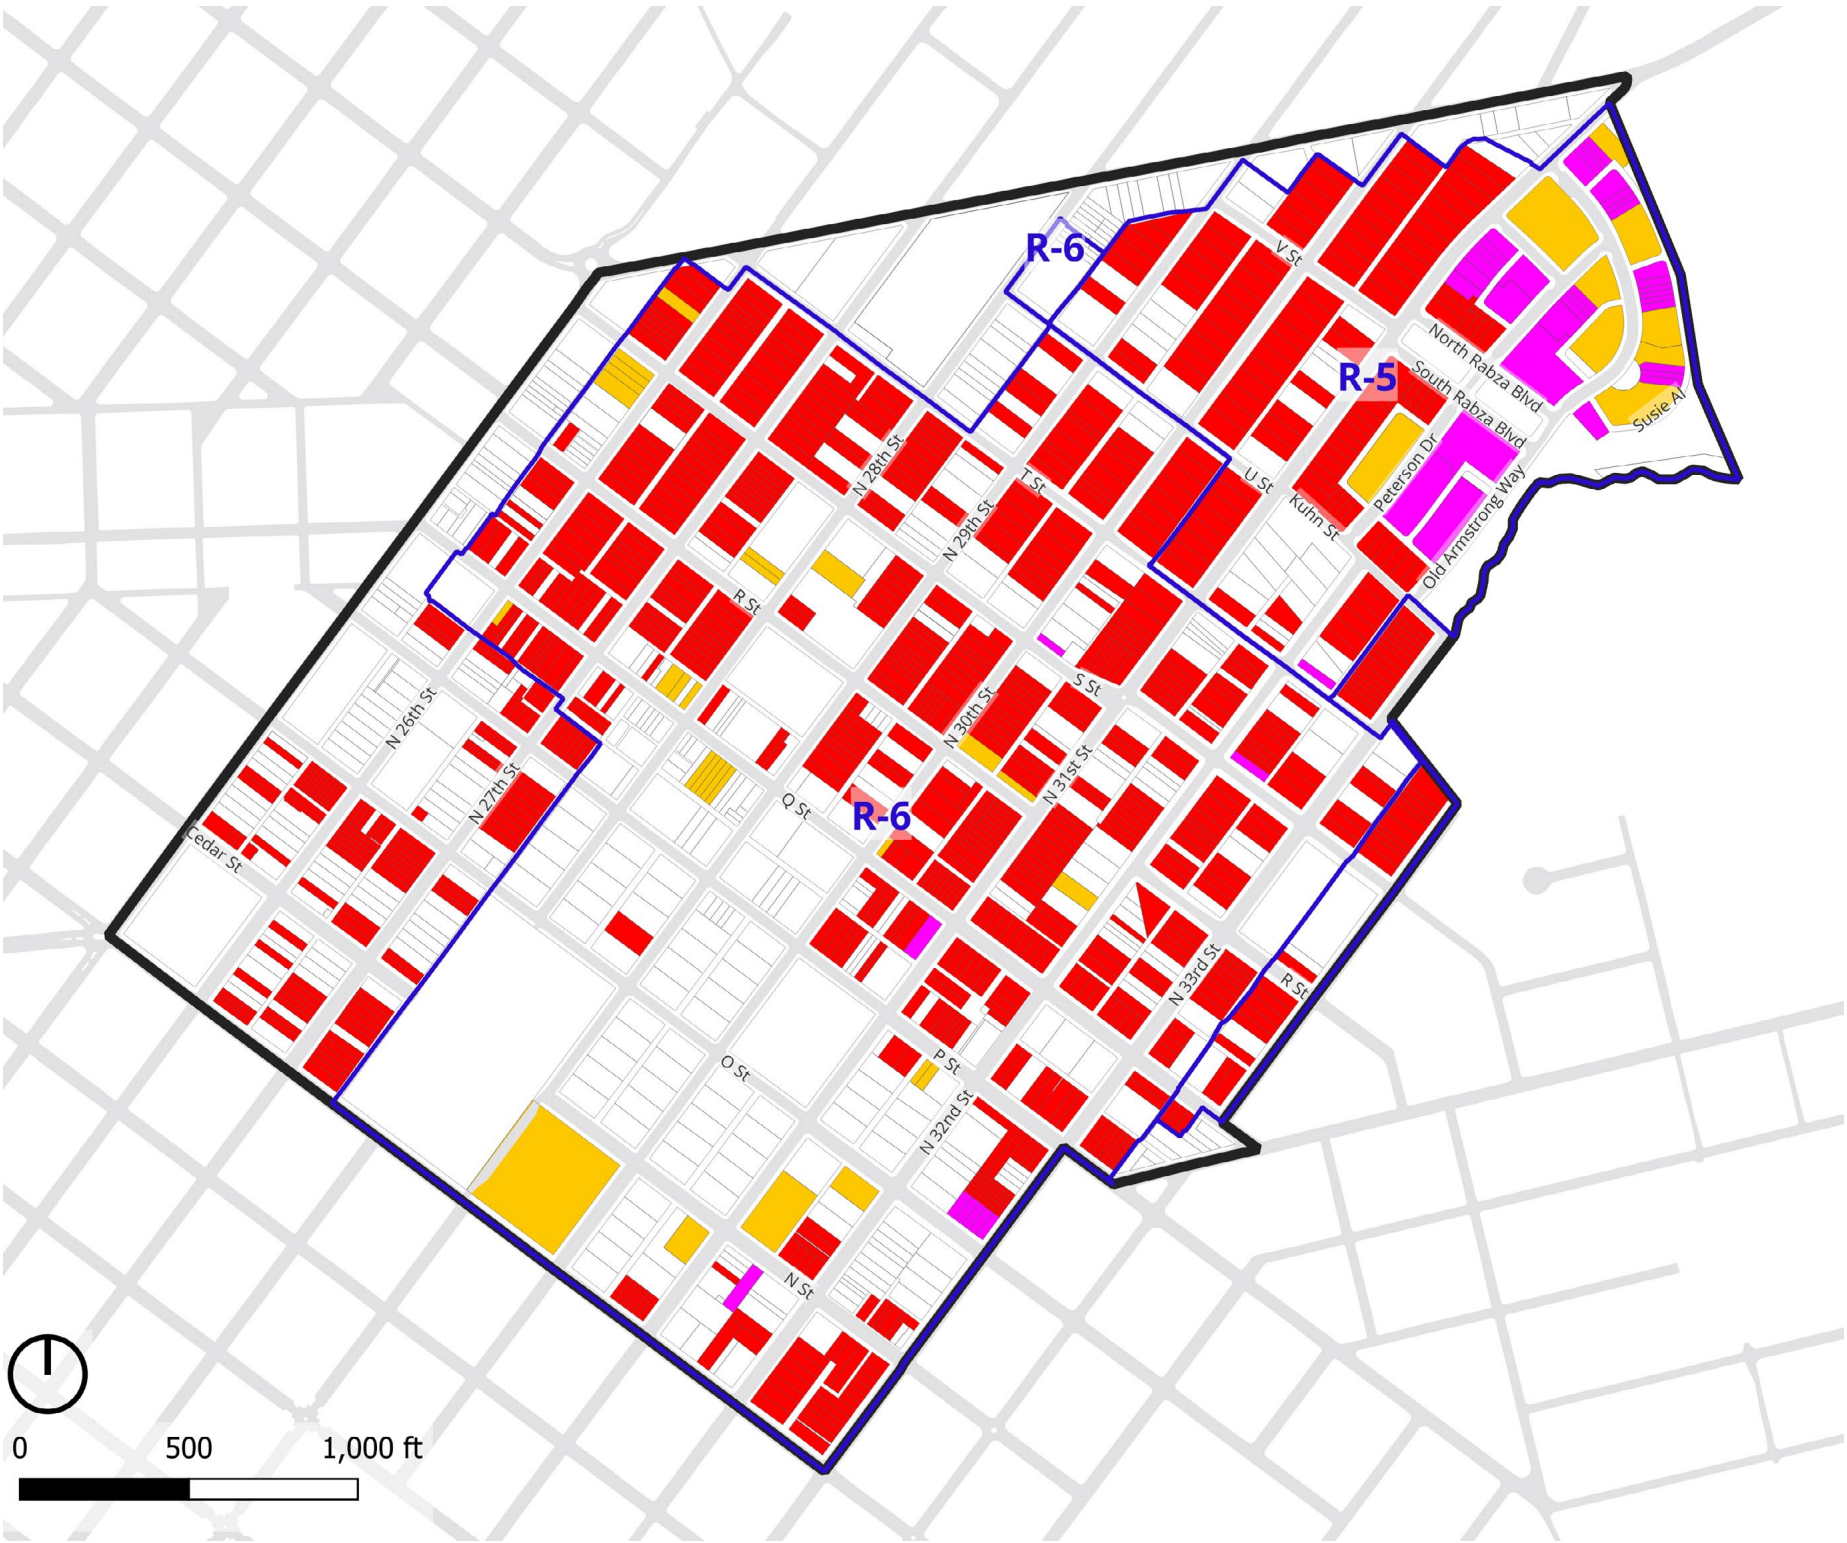 R-6
V St
R-5
North Rabza Blvd
South Rabza Blvd
Susie Al
N 28th St
T St
U St
Kuhn St
Peterson Dr
Old Armstrong Way
N 29th St
R St
S St
N 26th St
N 30th St
N 31st St
N 27th St
Q St
R-6
Cedar St
N 33rd St
R St
O St
P St
N 32nd St
N St
0 500 1,000 ft